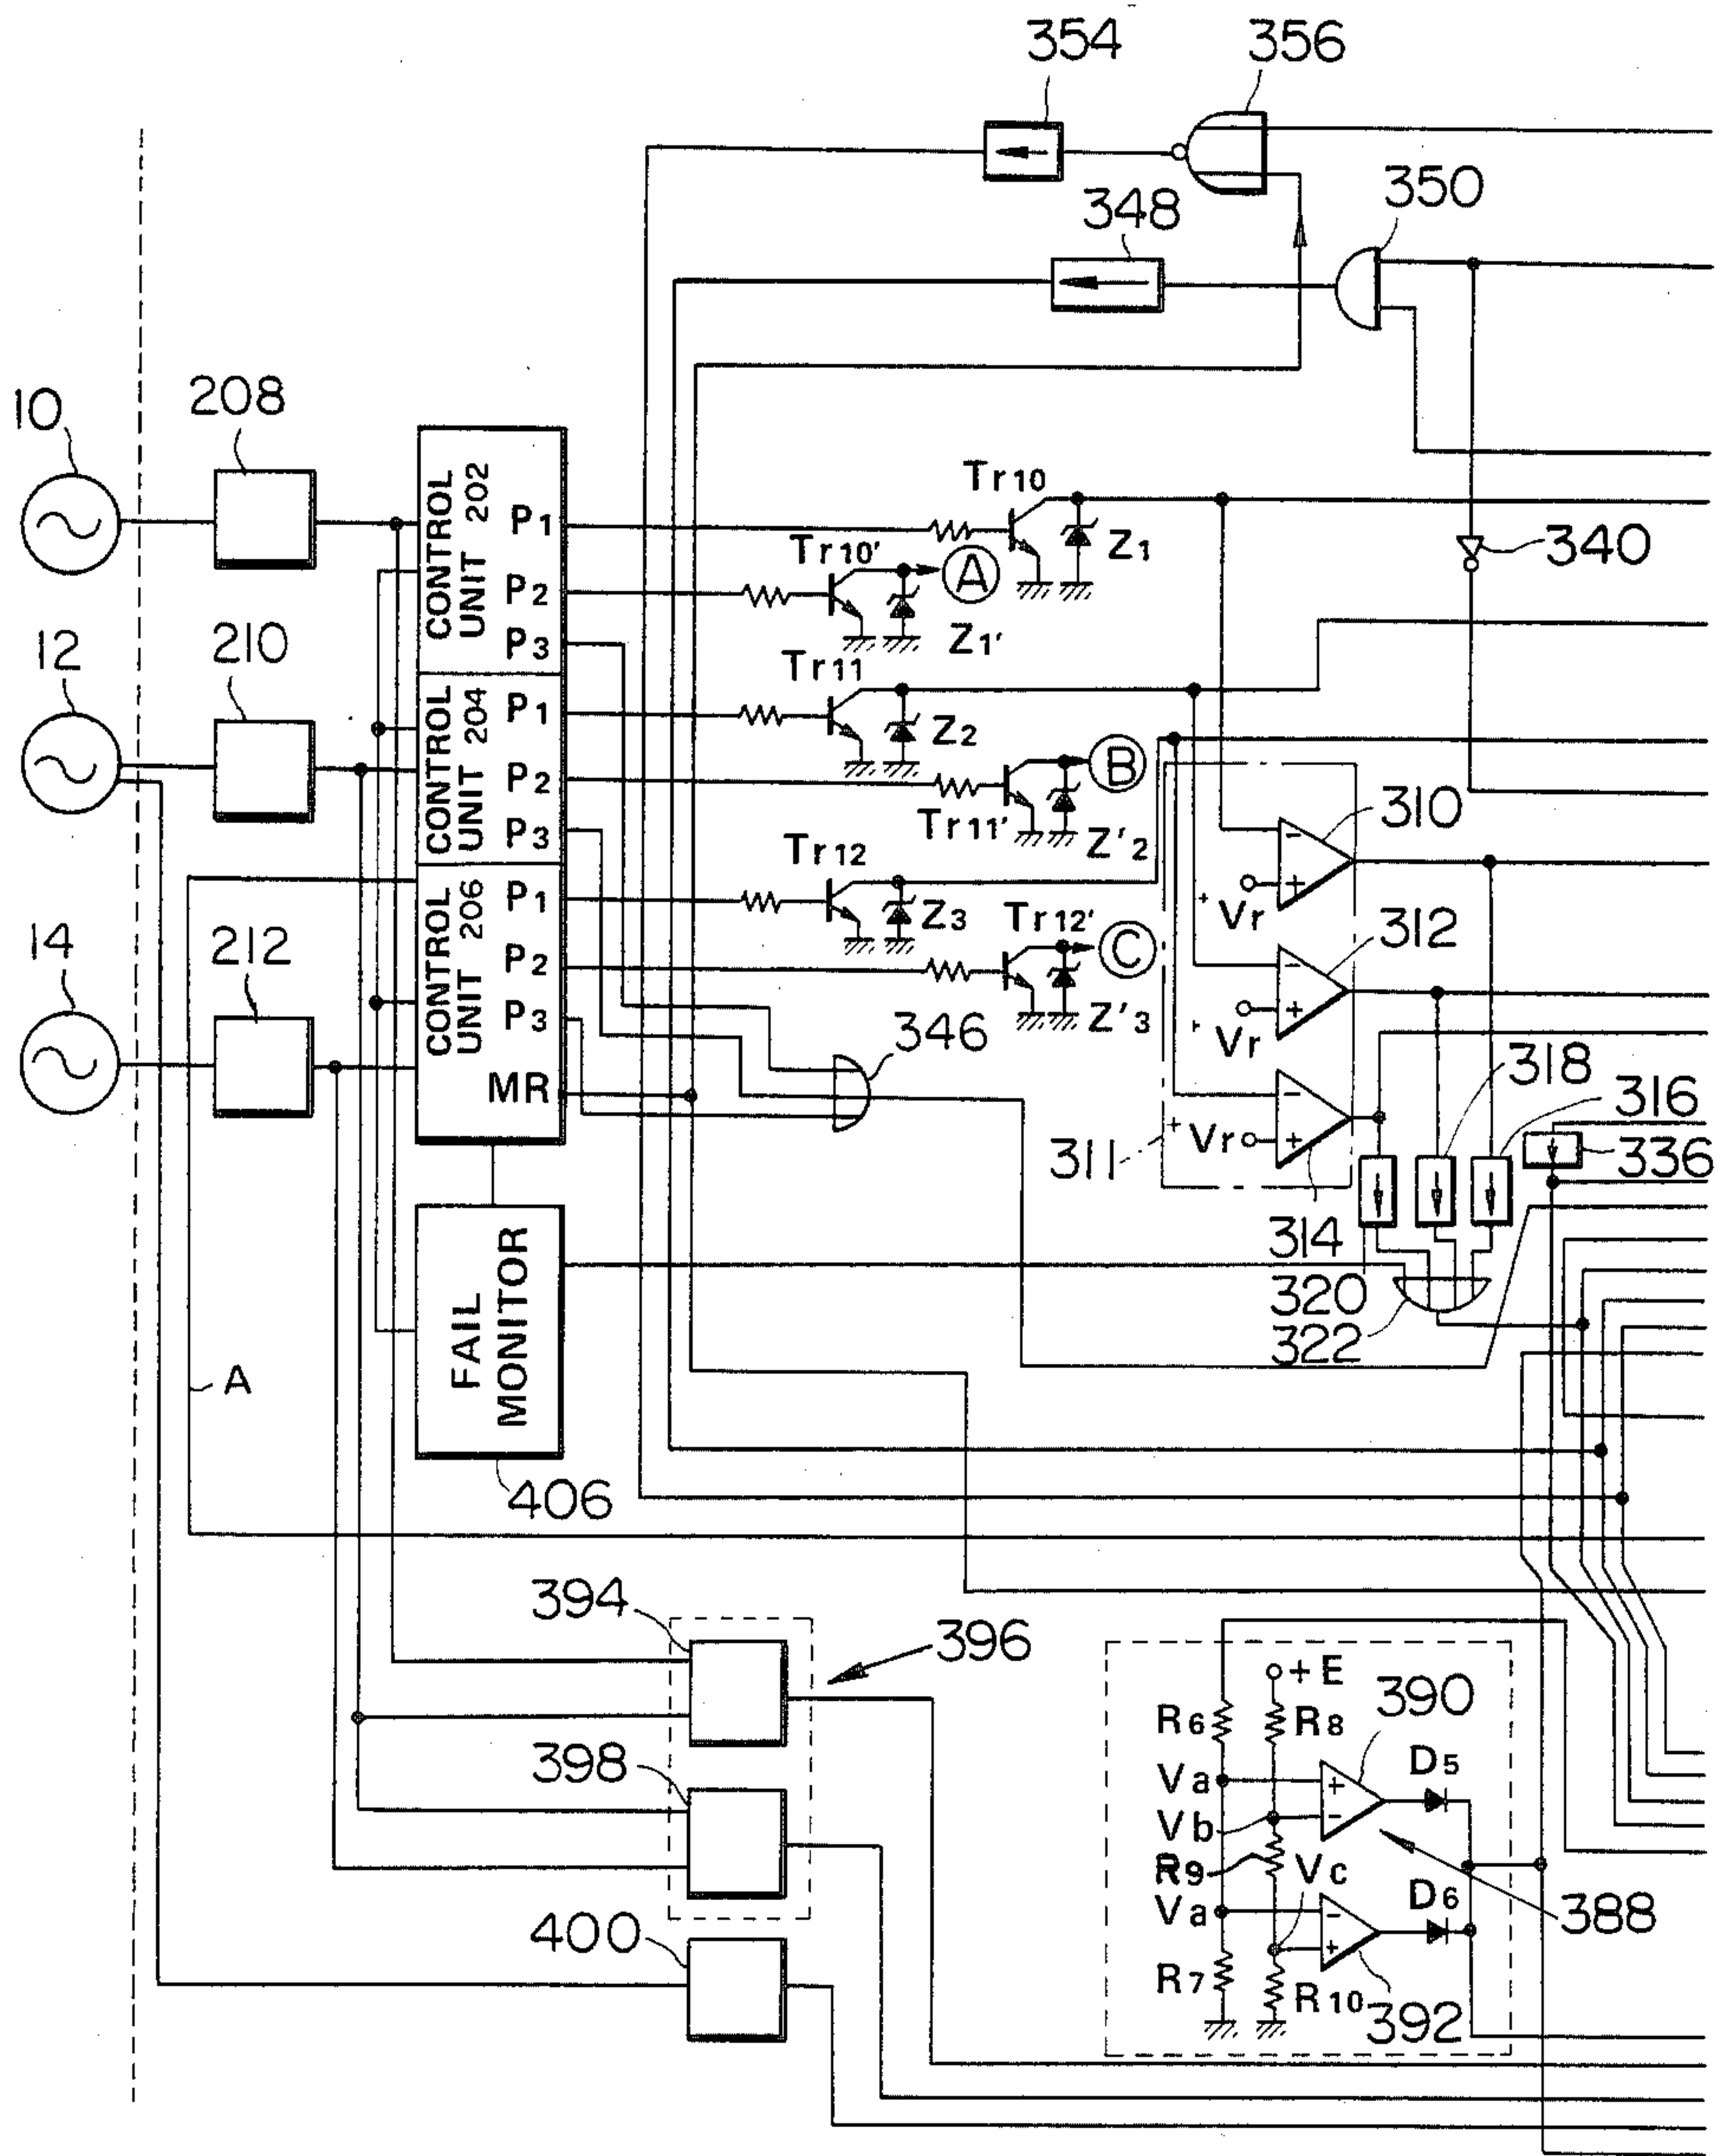 354
356
348
350
10
208
CONTROL
UNIT 202
P1
P2
P3
Tr10
Z1
Tr10'
A
Z1'
340
12
210
CONTROL
UNIT 204
P1
P2
P3
Tr11
Z2
B
Tr11'
Z'2
310
14
212
CONTROL
UNIT 206
P1
P2
P3
MR
Tr12
Z3
Tr12'
C
Z'3
346
-
+
Vr
312
-
+
Vr
311
-
+
Vr
314
318
316
336
320
322
FAIL
MONITOR
406
A
394
396
398
400
+E
R6
R8
390
Va
+
-
D5
Vb
R9
Vc
388
Va
-
+
D6
R7
R10
392